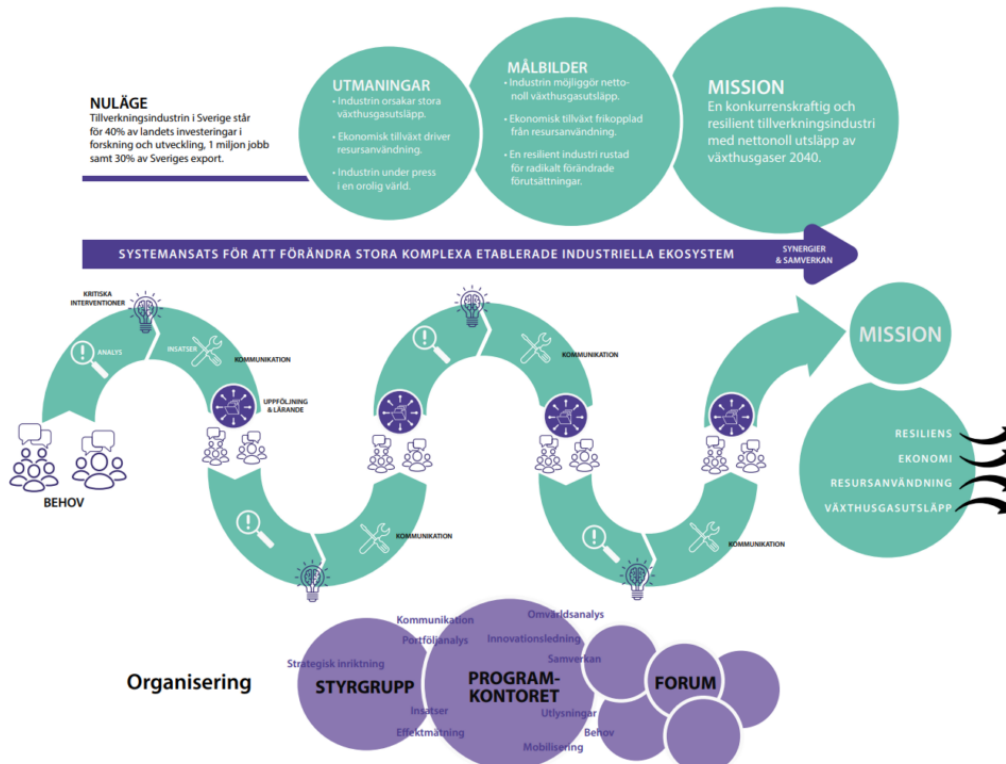 NULÄGE
Tillverkningsindustrin i Sverige står
för 40% av landets investeringar i
forskning och utveckling, 1 miljon jobb
samt 30% av Sveriges export.
UTMANINGAR
• Industrin orsakar stora
växthusgasutsläpp.
• Ekonomisk tillväxt driver
resursanvändning.
• Industrin under press
i en orolig värld.
MÅLBILDER
• Industrin möjliggör netto-
noll växthusgasutsläpp.
• Ekonomisk tillväxt frikopplad
från resursanvändning.
• En resilient industri rustad
för radikalt förändrade
förutsättningar.
MISSION
En konkurrenskraftig och
resilient tillverkningsindustri
med nettonoll utsläpp av
växthusgaser 2040.
SYSTEMANSATS FÖR ATT FÖRÄNDRA STORA KOMPLEXA ETABLERADE INDUSTRIELLA EKOSYSTEM
SYNERGIER
& SAMVERKAN
KRITISKA
INTERVENTIONER
ANALYS
INSATSER
KOMMUNIKATION
UPPFÖLJNING
& LÄRANDE
BEHOV
KOMMUNIKATION
KOMMUNIKATION
KOMMUNIKATION
MISSION
RESILIENS
EKONOMI
RESURSANVÄNDNING
VÄXTHUSGASUTSLÄPP
Organisering
Strategisk inriktning
STYRGRUPP
Kommunikation
Portföljanalys
Insatser
Effektmätning
PROGRAM-
KONTORET
Omvärldsanalys
Innovationsledning
Samverkan
Utlysningar
Behov
Mobilisering
FORUM